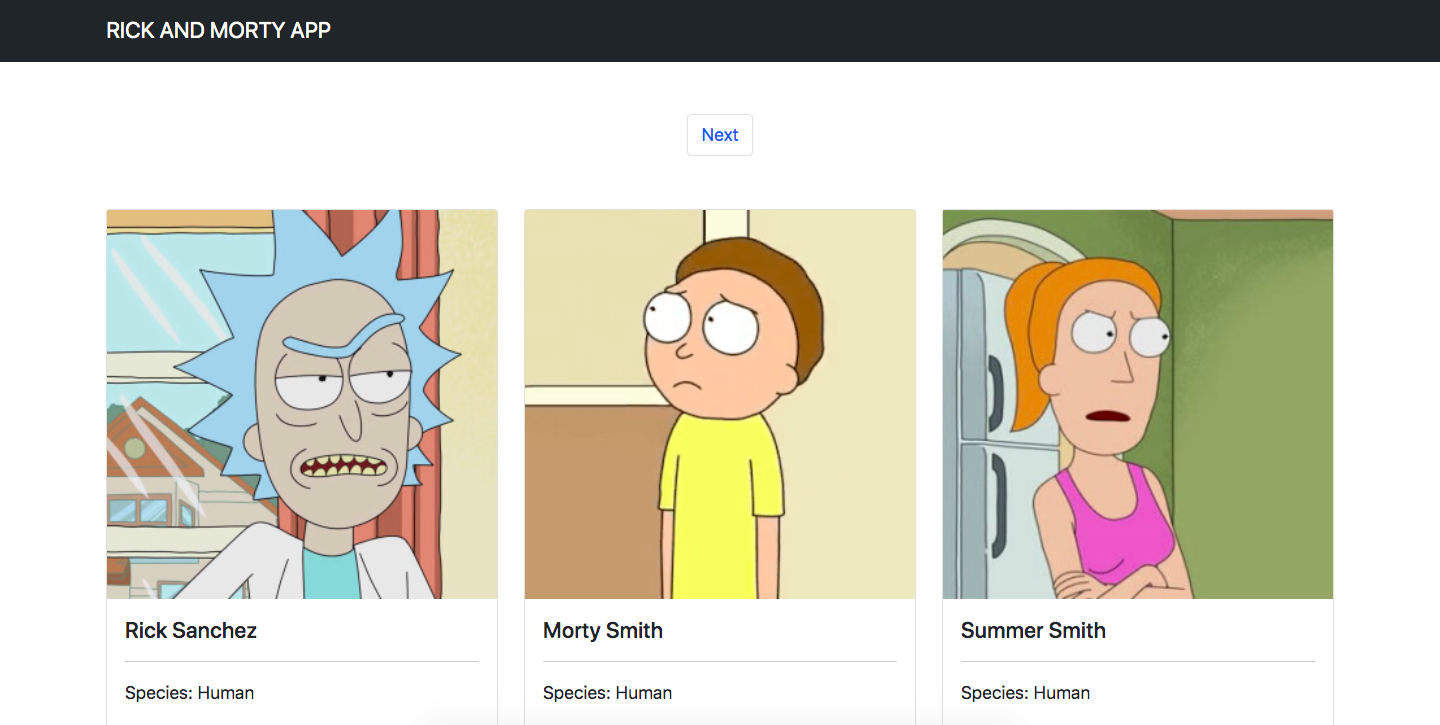 RICK AND MORTY APP
Next
Rick Sanchez
Species: Human
Morty Smith
Species: Human
Summer Smith
Species: Human